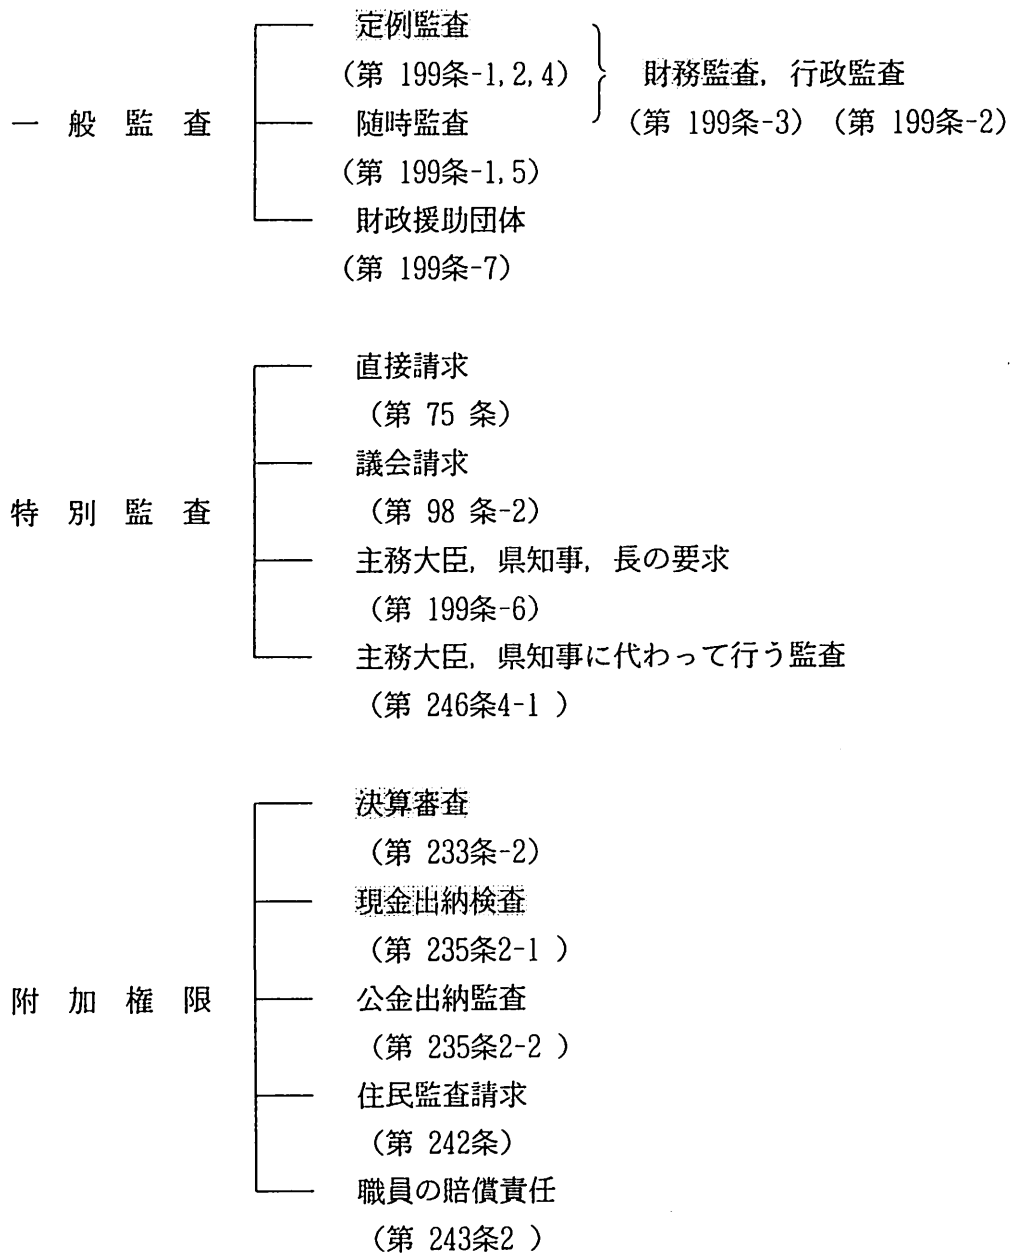 定例監査
(第 199条-1,2,4) 財務監査, 行政監査
一 般 監 査 随時監査 (第 199条-3) (第 199条-2)
(第 199条-1,5)
財政援助団体
(第 199条-7)
直接請求
(第 75 条)
議会請求
特 別 監 査 (第 98 条-2)
主務大臣, 県知事, 長の要求
(第 199条-6)
主務大臣, 県知事に代わって行う監査
(第 246条4-1 )
決算審査
(第 233条-2)
現金出納検査
(第 235条2-1 )
附 加 権 限 公金出納監査
(第 235条2-2 )
住民監査請求
(第 242条)
職員の賠償責任
(第 243条2 )